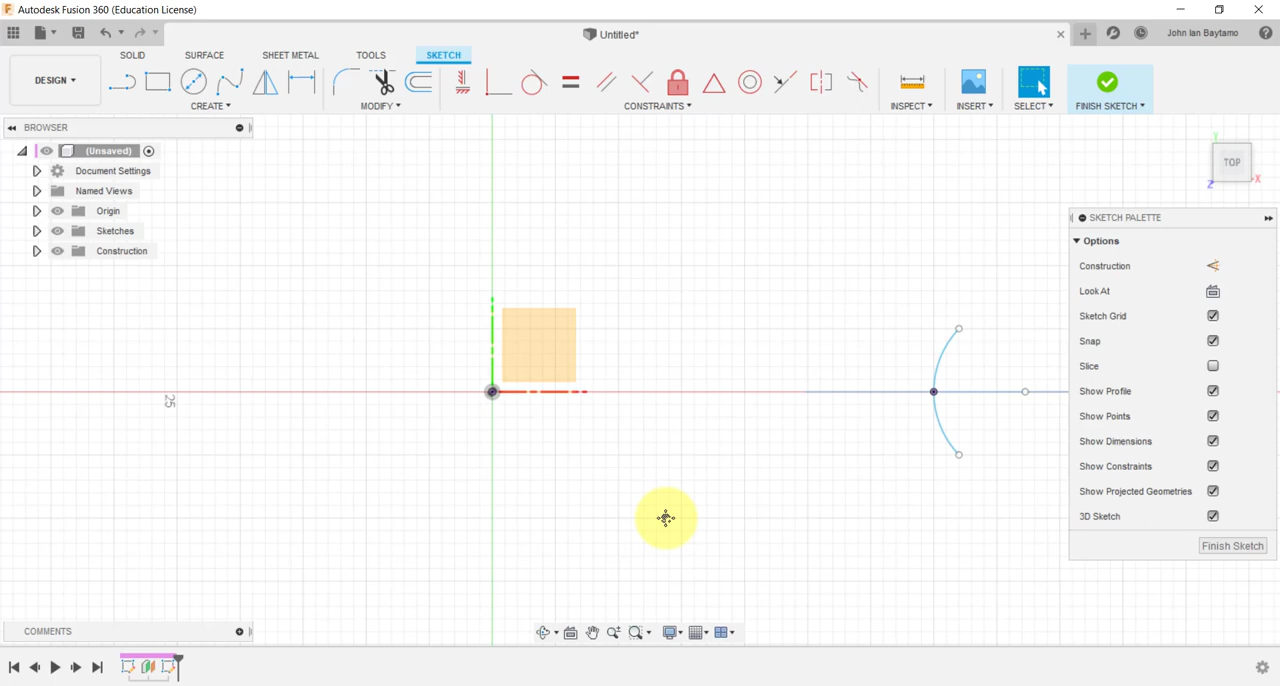 Autodesk Fusion 360 (Education License)
Untitled*
John Ian Baytamo
SOLID SURFACE SHEET METAL TOOLS SKETCH
DESIGN
CREATE MODIFY CONSTRAINTS INSPECT INSERT SELECT FINISH SKETCH
BROWSER
(Unsaved)
Document Settings
Named Views
Origin
Sketches
Construction
TOP
Y
X
Z
25
SKETCH PALETTE
Options
Construction
Look At
Sketch Grid
Snap
Slice
Show Profile
Show Points
Show Dimensions
Show Constraints
Show Projected Geometries
3D Sketch
Finish Sketch
COMMENTS